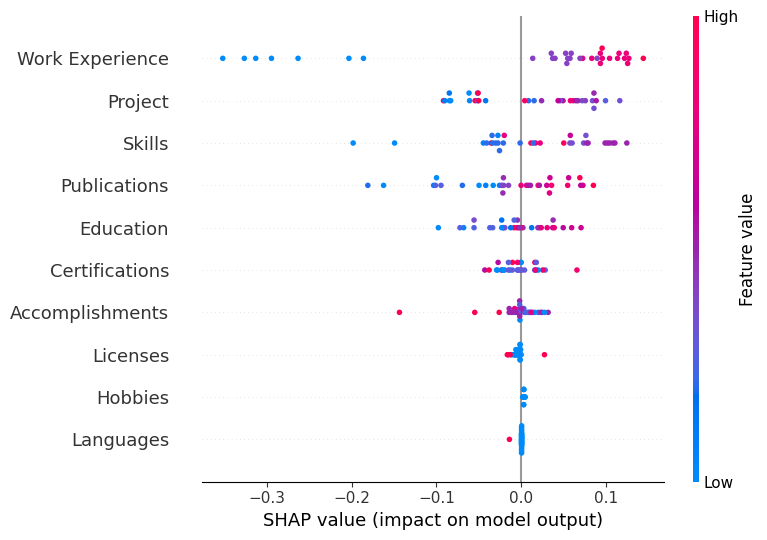 High
Work Experience
Project
Skills
Publications
Education
Certifications
Accomplishments
Licenses
Hobbies
Languages
Feature value
Low
−0.3 −0.2 −0.1 0.0 0.1
SHAP value (impact on model output)